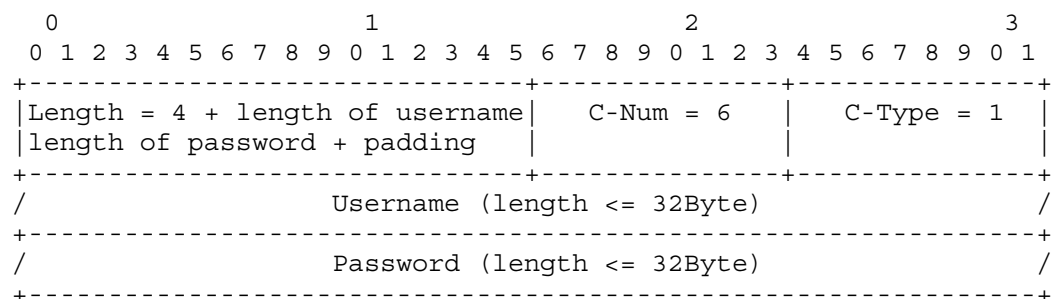 0                   1                   2                   3
0 1 2 3 4 5 6 7 8 9 0 1 2 3 4 5 6 7 8 9 0 1 2 3 4 5 6 7 8 9 0 1
+-------------------------------+---------------+---------------+
|Length = 4 + length of username|   C-Num = 6   |   C-Type = 1  |
|length of password + padding   |               |               |
+-------------------------------+---------------+---------------+
/                   Username (length <= 32Byte)                 /
+---------------------------------------------------------------+
/                   Password (length <= 32Byte)                 /
+---------------------------------------------------------------+